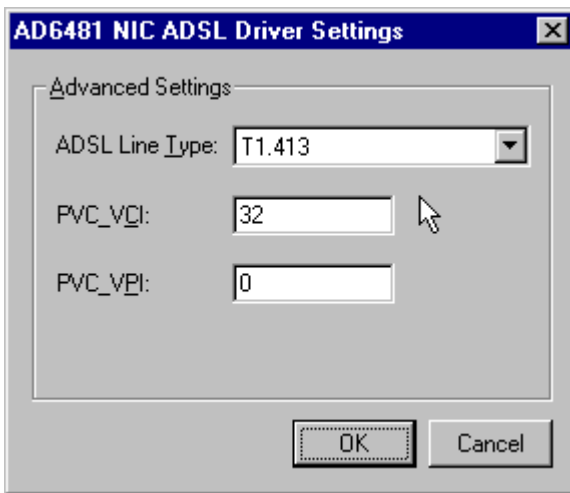 AD6481 NIC ADSL Driver Settings
Advanced Settings
ADSL Line Type: T1.413
PVC_VCI: 32
PVC_VPI: 0
OK Cancel